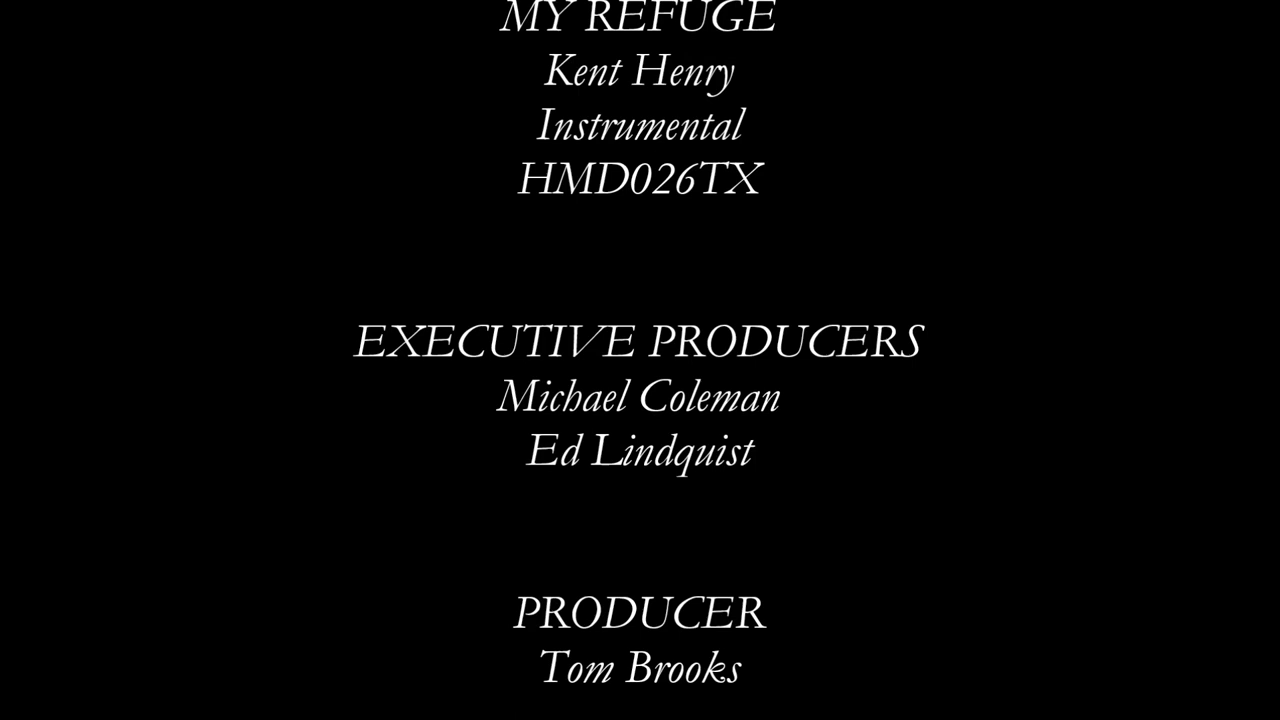 MY REFUGE
Kent Henry
Instrumental
HMD026TX
EXECUTIVE PRODUCERS
Michael Coleman
Ed Lindquist
PRODUCER
Tom Brooks